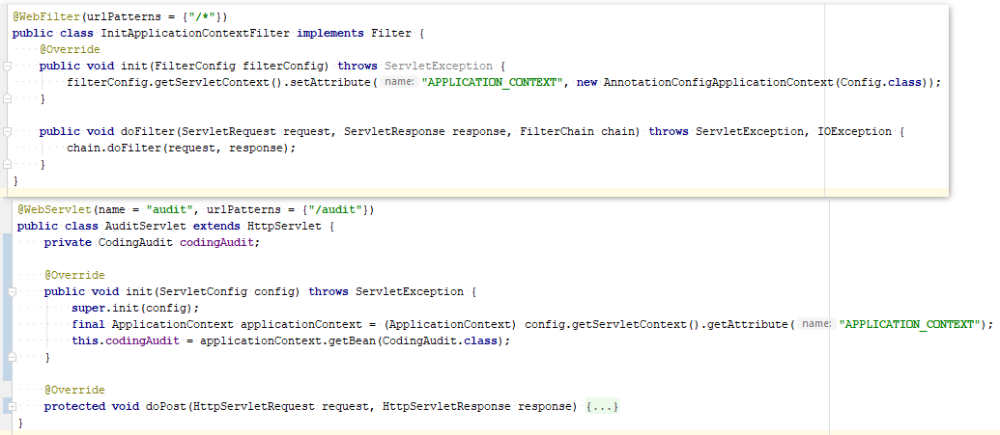 @WebFilter(urlPatterns = {"/*"})
public class InitApplicationContextFilter implements Filter {
@Override
public void init(FilterConfig filterConfig) throws ServletException {
filterConfig.getServletContext().setAttribute( name: "APPLICATION_CONTEXT", new AnnotationConfigApplicationContext(Config.class));
}
public void doFilter(ServletRequest request, ServletResponse response, FilterChain chain) throws ServletException, IOException {
chain.doFilter(request, response);
}
}
@WebServlet(name = "audit", urlPatterns = {"/audit"})
public class AuditServlet extends HttpServlet {
private CodingAudit codingAudit;
@Override
public void init(ServletConfig config) throws ServletException {
super.init(config);
final ApplicationContext applicationContext = (ApplicationContext) config.getServletContext().getAttribute( name: "APPLICATION_CONTEXT");
this.codingAudit = applicationContext.getBean(CodingAudit.class);
}
@Override
protected void doPost(HttpServletRequest request, HttpServletResponse response) {...}
}